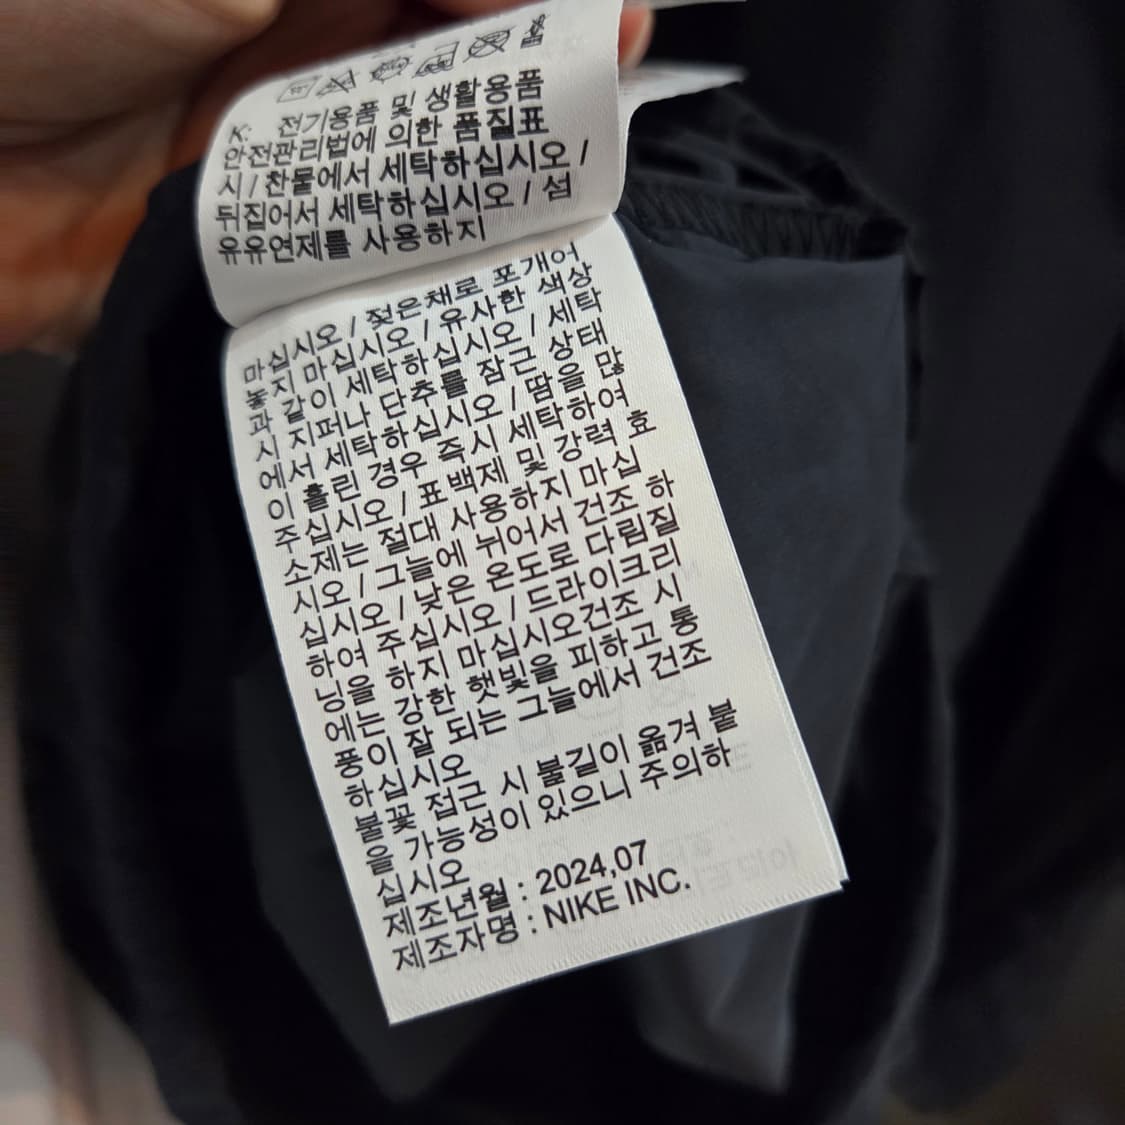 K: 전기용품 및 생활용품
안전관리법에 의한 품질표
시 / 찬물에서 세탁하십시오 /
뒤집어서 세탁하십시오 / 섬
유유연제를 사용하지
마십시오 / 젖은채로 포개어
놓지 마십시오 / 유사한 색상
과 같이 세탁하십시오 / 세탁
시 지퍼나 단추를 잠근 상태
에서 세탁하십시오 / 땀을 많
이 흘린 경우 즉시 세탁하여
주십시오 / 표백제 및 강력 효
소제는 절대 사용하지 마십
시오 / 그늘에 뉘어서 건조 하
십시오 / 낮은 온도로 다림질
하여 주십시오 / 드라이크리
닝을 하지 마십시오건조 시
에는 강한 햇빛을 피하고 통
풍이 잘 되는 그늘에서 건조
하십시오
불꽃 접근 시 불길이 옮겨 붙
을 가능성이 있으니 주의하
십시오
제조년월 : 2024,07
제조자명 : NIKE INC.